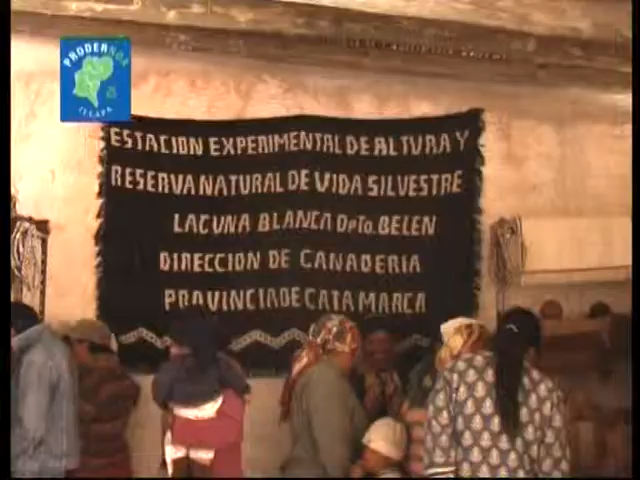 PRODERNOA
ESTACION EXPERIMENTAL DE ALTURA Y
RESERVA NATURAL DE VIDA SILVESTRE
LAGUNA BLANCA DPTO. BELEN
DIRECCION DE GANADERIA
PROVINCIA DE CATAMARCA